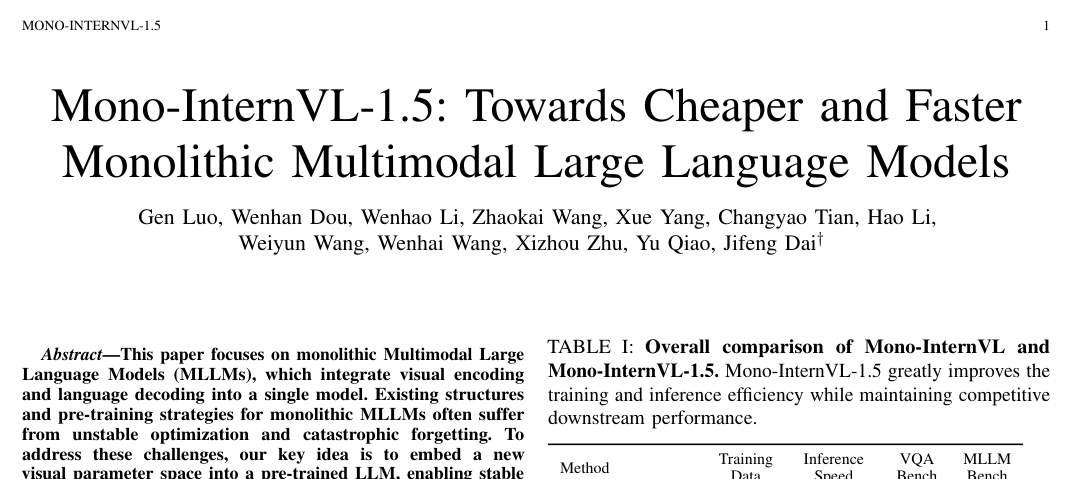 MONO-INTERNVL-1.5
1
Mono-InternVL-1.5: Towards Cheaper and Faster
Monolithic Multimodal Large Language Models
Gen Luo, Wenhan Dou, Wenhao Li, Zhaokai Wang, Xue Yang, Changyao Tian, Hao Li,
Weiyun Wang, Wenhai Wang, Xizhou Zhu, Yu Qiao, Jifeng Dai†
Abstract—This paper focuses on monolithic Multimodal Large
Language Models (MLLMs), which integrate visual encoding
and language decoding into a single model. Existing structures
and pre-training strategies for monolithic MLLMs often suffer
from unstable optimization and catastrophic forgetting. To
address these challenges, our key idea is to embed a new
visual parameter space into a pre-trained LLM, enabling stable
TABLE I: Overall comparison of Mono-InternVL and
Mono-InternVL-1.5. Mono-InternVL-1.5 greatly improves the
training and inference efficiency while maintaining competitive
downstream performance.
Method
Training Inference VQA MLLM
Data Speed Bench Bench